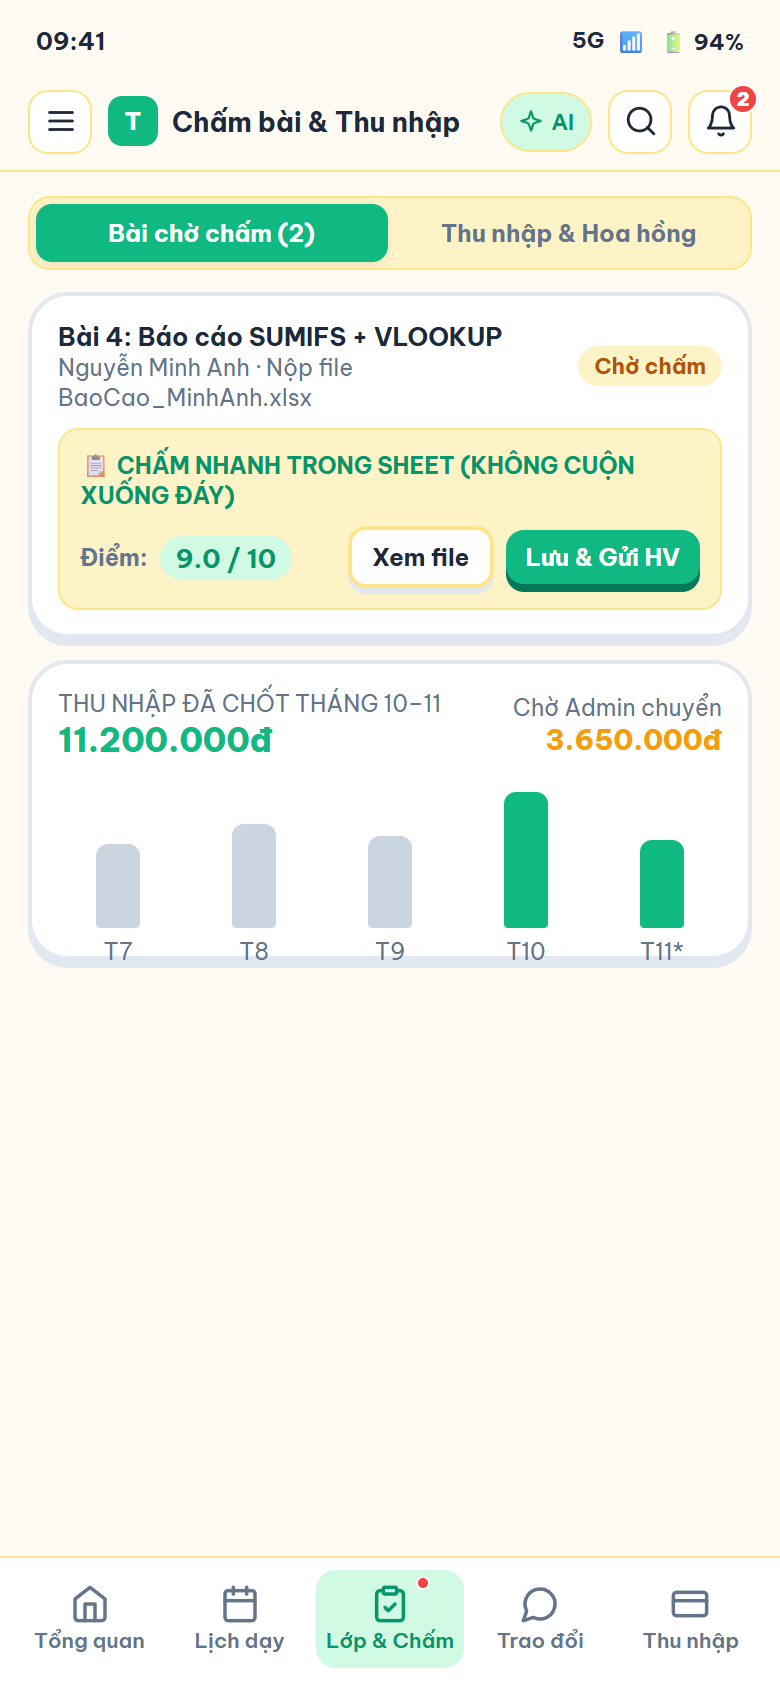 09:41
5G 94%
T Chấm bài & Thu nhập AI 2
Bài chờ chấm (2) Thu nhập & Hoa hồng
Bài 4: Báo cáo SUMIFS + VLOOKUP
Nguyễn Minh Anh · Nộp file
BaoCao_MinhAnh.xlsx
Chờ chấm
📋 CHẤM NHANH TRONG SHEET (KHÔNG CUỘN
XUỐNG ĐÁY)
Điểm: 9.0 / 10 Xem file Lưu & Gửi HV
THU NHẬP ĐÃ CHỐT THÁNG 10-11
11.200.000đ
Chờ Admin chuyển
3.650.000đ
T7 T8 T9 T10 T11*
Tổng quan Lịch dạy Lớp & Chấm Trao đổi Thu nhập